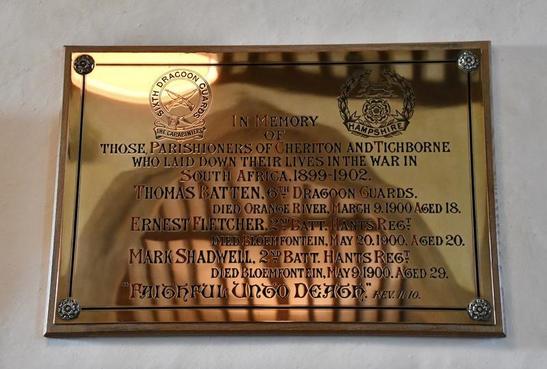 SIXTH DRAGOON GUARDS
THE CARABINIERS
HAMPSHIRE
IN MEMORY
OF
THOSE PARISHIONERS OF CHERITON AND TICHBORNE
WHO LAID DOWN THEIR LIVES IN THE WAR IN
SOUTH AFRICA, 1899-1902.
THOMAS BATTEN, 6TH DRAGOON GUARDS.
DIED ORANGE RIVER, MARCH 9, 1900 AGED 18.
ERNEST FLETCHER, 2ND BATT. HANTS REGT
DIED BLOEMFONTEIN, MAY 20, 1900. AGED 20.
MARK SHADWELL, 2ND BATT. HANTS REGT
DIED BLOEMFONTEIN, MAY 9, 1900. AGED 29.
"FAITHFUL UNTO DEATH". REV. II. 10.